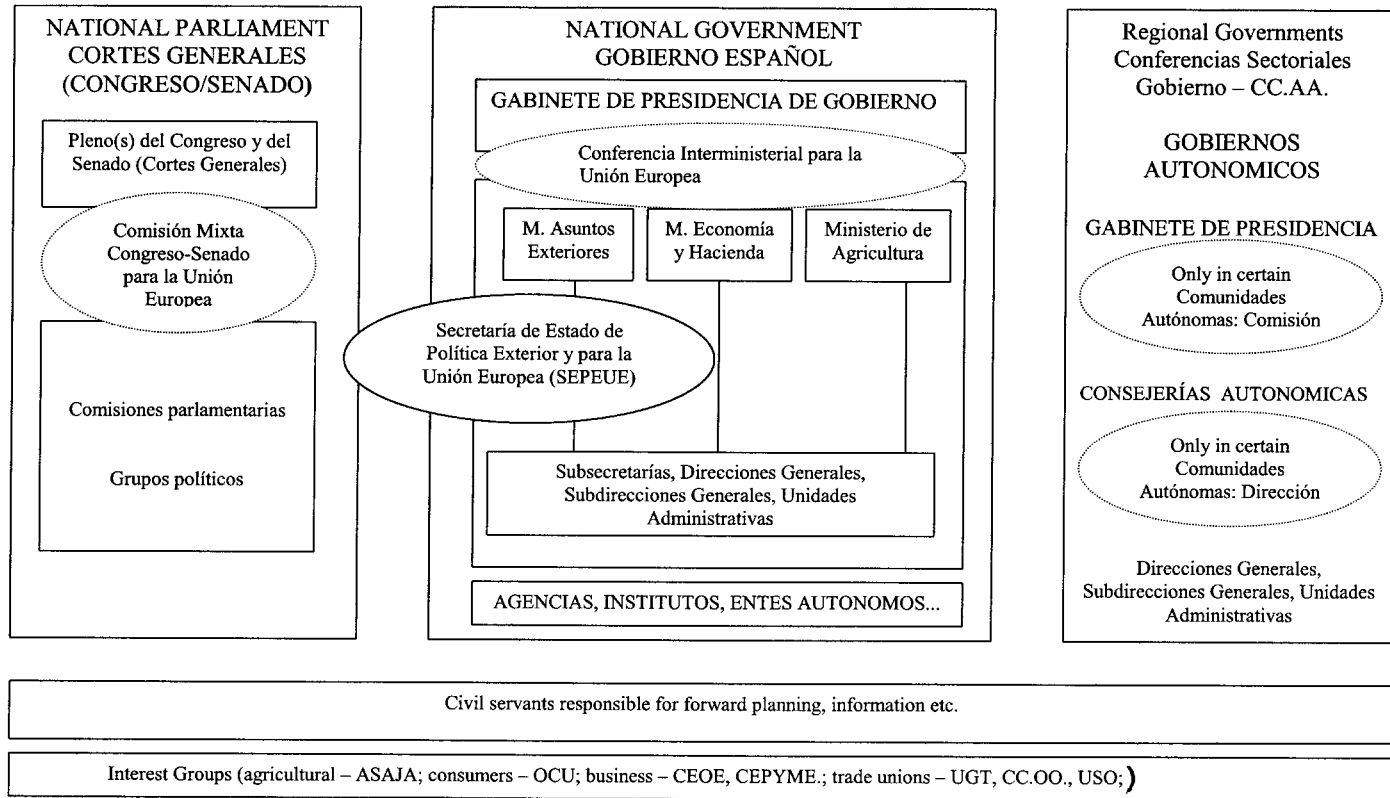 NATIONAL PARLIAMENT
CORTES GENERALES
(CONGRESO/SENADO)
Pleno(s) del Congreso y del
Senado (Cortes Generales)
Comisión Mixta
Congreso-Senado
para la Unión
Europea
Comisiones parlamentarias
Grupos políticos
NATIONAL GOVERNMENT
GOBIERNO ESPAÑOL
GABINETE DE PRESIDENCIA DE GOBIERNO
Conferencia Interministerial para la
Unión Europea
M. Asuntos
Exteriores
M. Economía
y Hacienda
Ministerio de
Agricultura
Secretaría de Estado de
Política Exterior y para la
Unión Europea (SEPEUE)
Subsecretarías, Direcciones Generales,
Subdirecciones Generales, Unidades
Administrativas
AGENCIAS, INSTITUTOS, ENTES AUTONOMOS...
Regional Governments
Conferencias Sectoriales
Gobierno – CC.AA.
GOBIERNOS
AUTONOMICOS
GABINETE DE PRESIDENCIA
Only in certain
Comunidades
Autónomas: Comisión
CONSEJERÍAS AUTONOMICAS
Only in certain
Comunidades
Autónomas: Dirección
Direcciones Generales,
Subdirecciones Generales, Unidades
Administrativas
Civil servants responsible for forward planning, information etc.
Interest Groups (agricultural – ASAJA; consumers – OCU; business – CEOE, CEPYME.; trade unions – UGT, CC.OO., USO;)